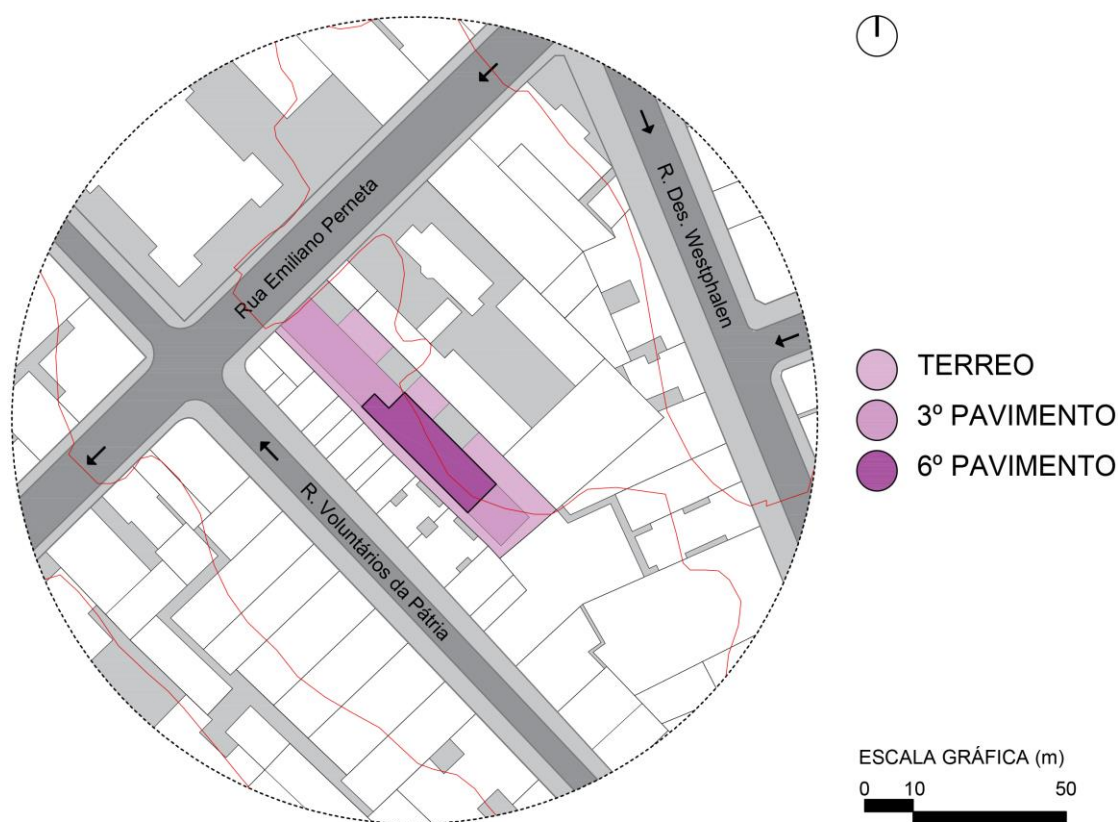 Rua Emiliano Perneta
R. Des. Westphalen
R. Voluntários da Pátria
TERREO
3º PAVIMENTO
6º PAVIMENTO
ESCALA GRÁFICA (m)
0 10 50